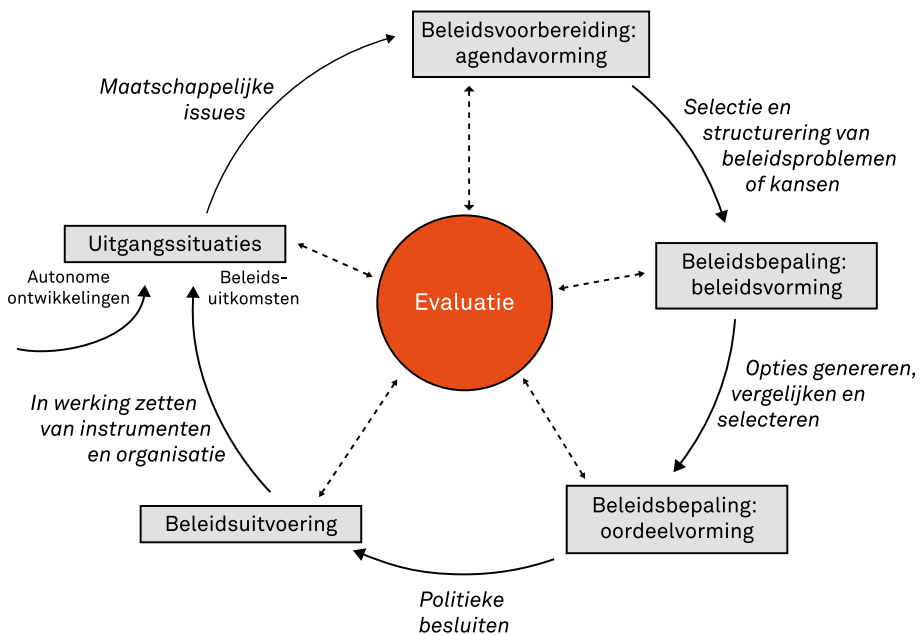 Beleidsvoorbereiding:
agendavorming
Maatschappelijke
issues
Selectie en
structurering van
beleidsproblemen
of kansen
Uitgangssituaties
Autonome
ontwikkelingen
Beleids-
uitkomsten
Evaluatie
Beleidsbepaling:
beleidsvorming
Opties genereren,
vergelijken en
selecteren
In werking zetten
van instrumenten
en organisatie
Beleidsuitvoering
Beleidsbepaling:
oordeelvorming
Politieke
besluiten